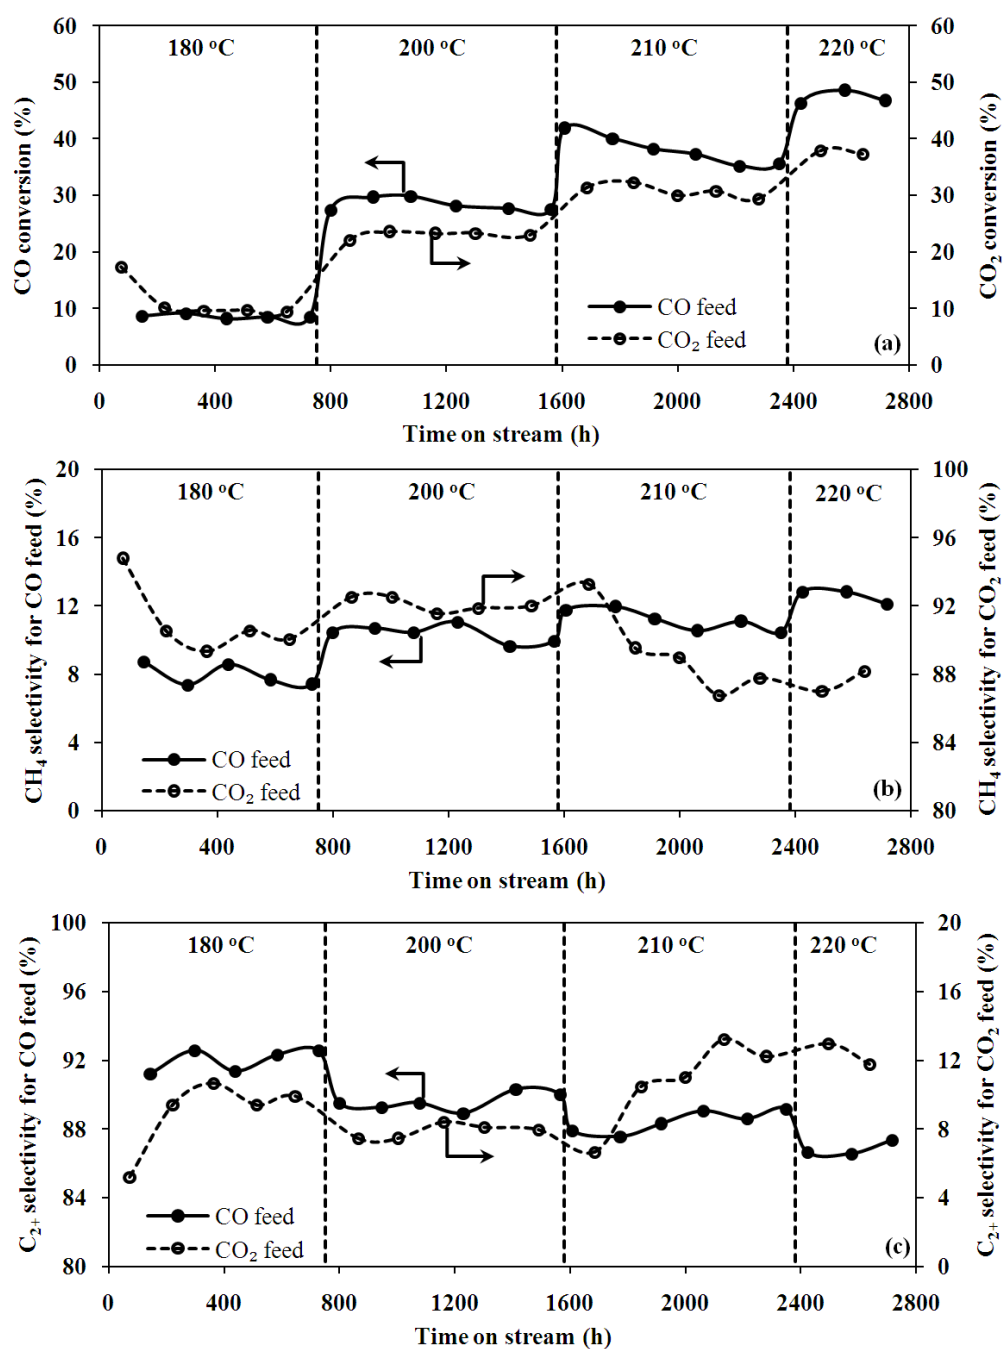 180 °C 200 °C 210 °C 220 °C
60 50 40 30 20 10 0
CO conversion (%)
60 50 40 30 20 10 0
CO₂ conversion (%)
CO feed
CO₂ feed
(a)
0 400 800 1200 1600 2000 2400 2800
Time on stream (h)
180 °C 200 °C 210 °C 220 °C
20 16 12 8 4 0
CH₄ selectivity for CO feed (%)
100 96 92 88 84 80
CH₄ selectivity for CO₂ feed (%)
CO feed
CO₂ feed
(b)
0 400 800 1200 1600 2000 2400 2800
Time on stream (h)
180 °C 200 °C 210 °C 220 °C
100 96 92 88 84 80
C₂₊ selectivity for CO feed (%)
20 16 12 8 4 0
C₂₊ selectivity for CO₂ feed (%)
CO feed
CO₂ feed
(c)
0 400 800 1200 1600 2000 2400 2800
Time on stream (h)